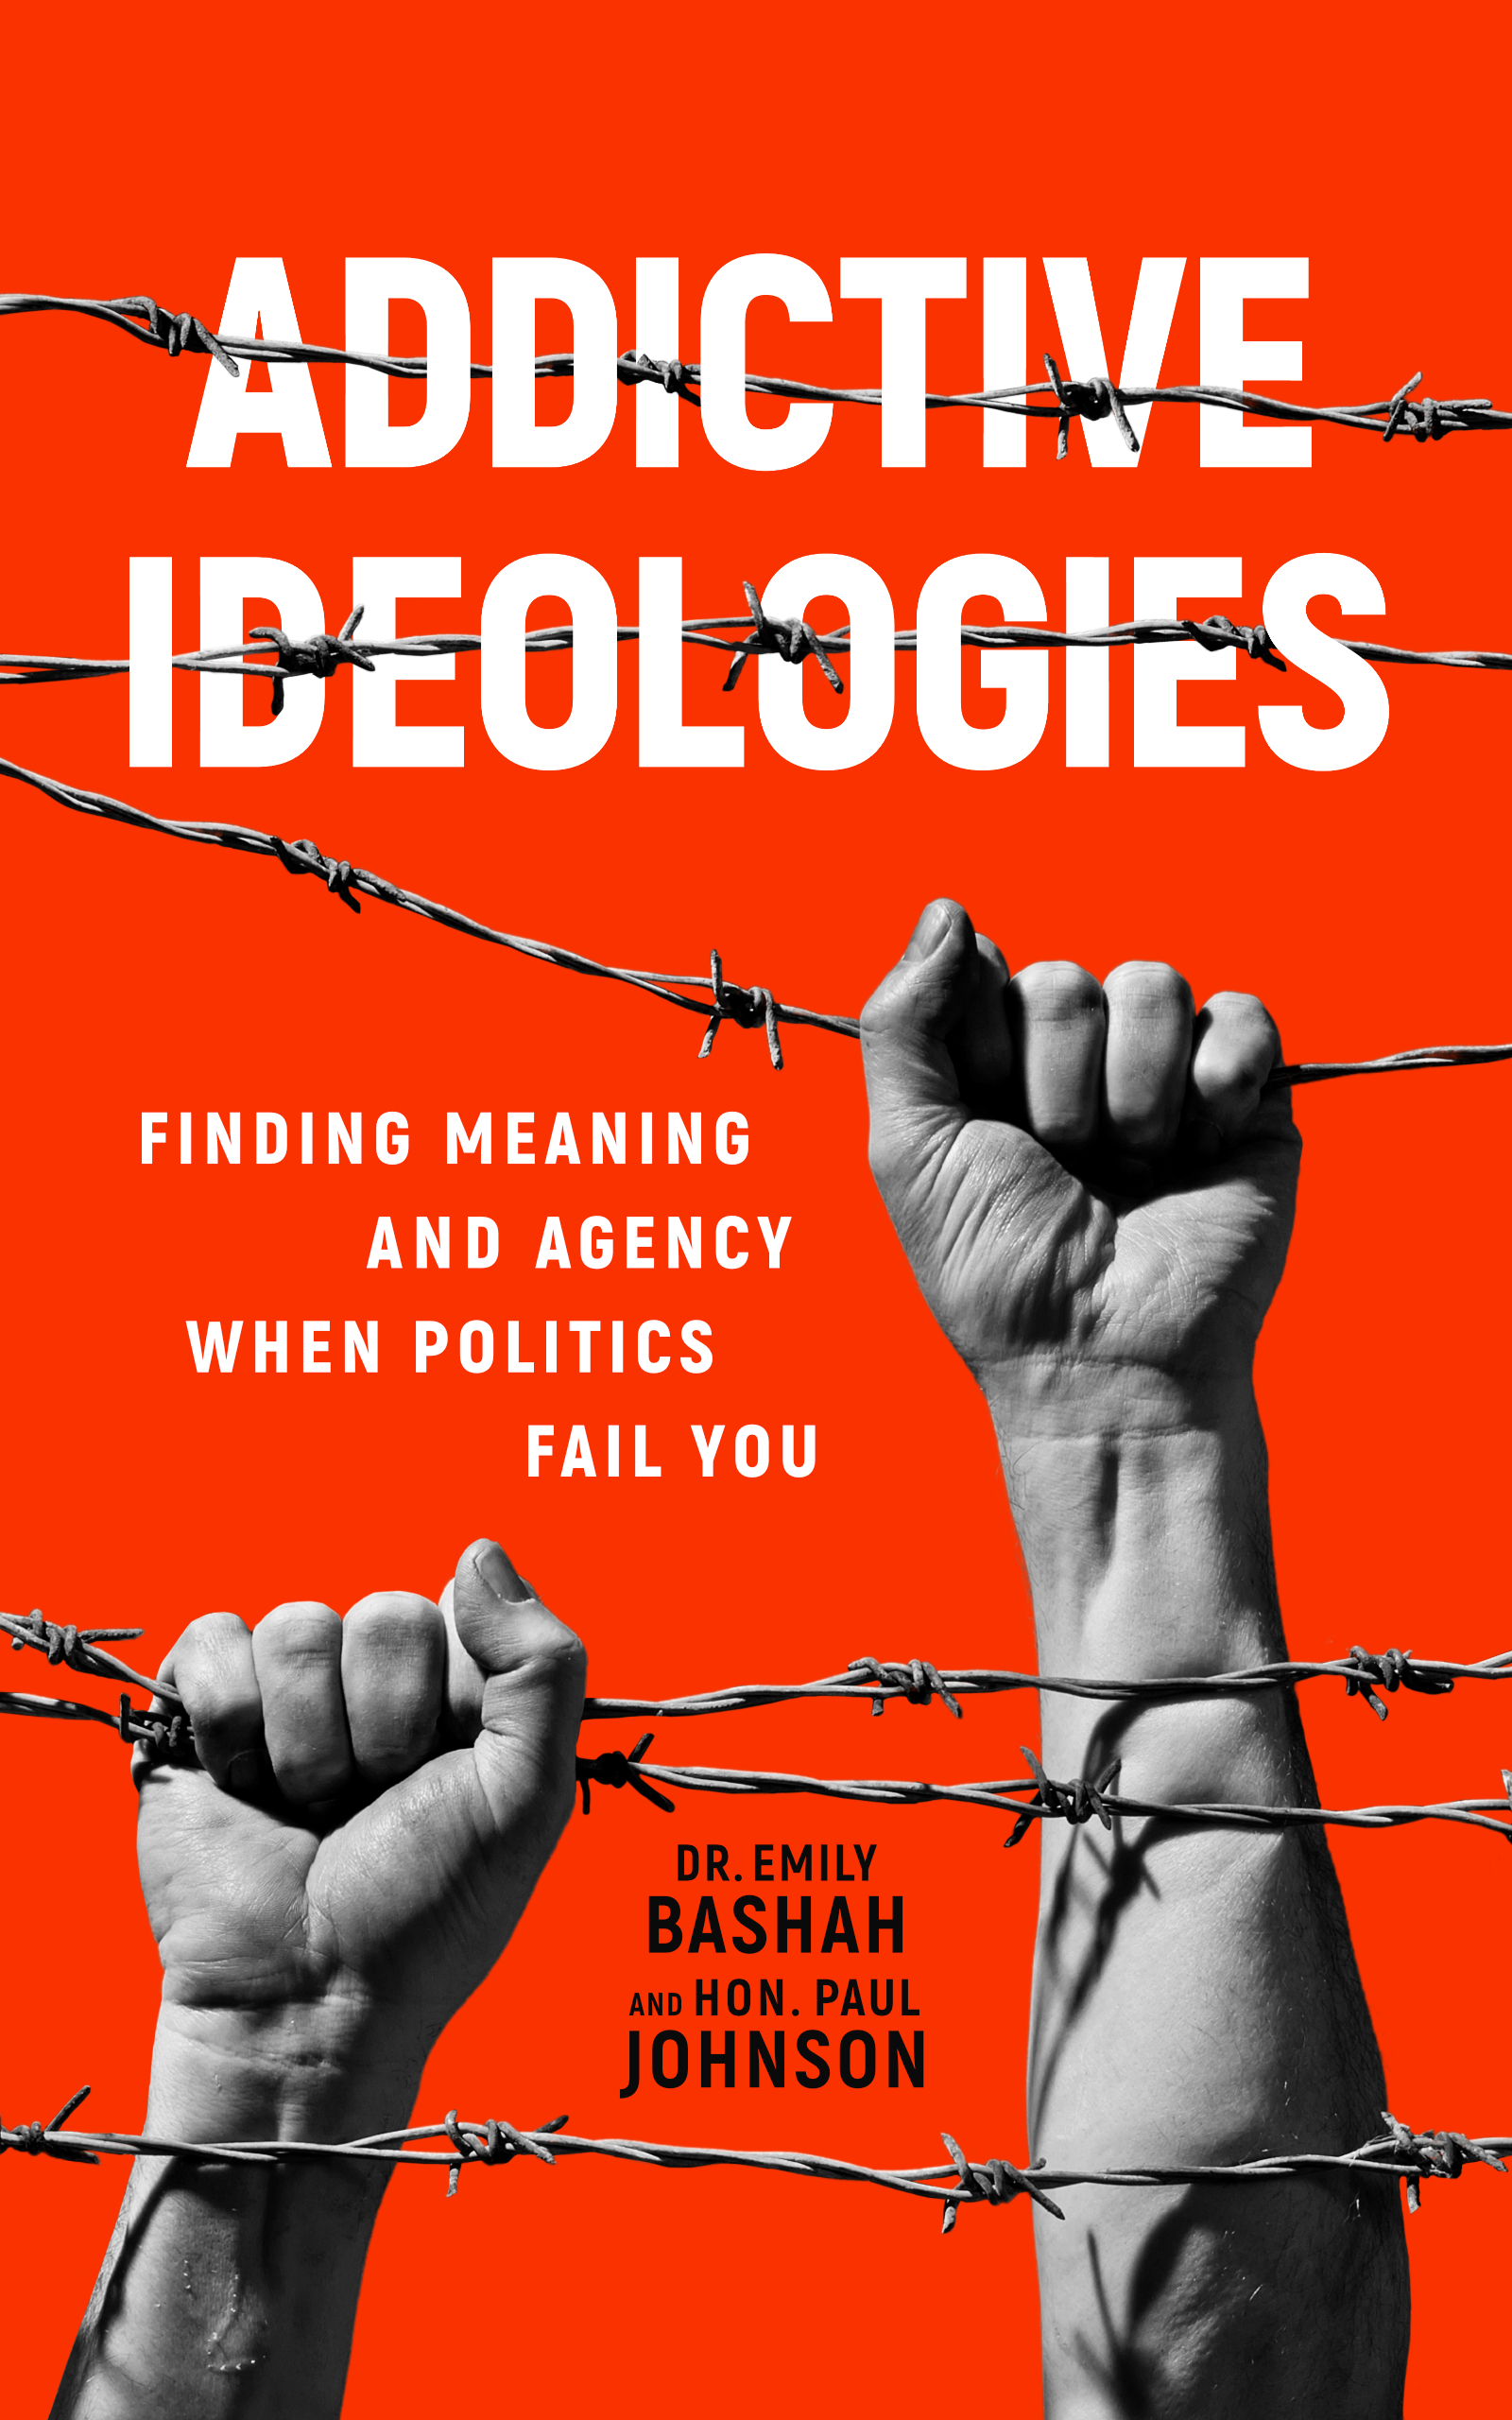 ADDICTIVE
IDEOLOGIES
FINDING MEANING
AND AGENCY
WHEN POLITICS
FAIL YOU
DR. EMILY
BASHAH
AND HON. PAUL
JOHNSON